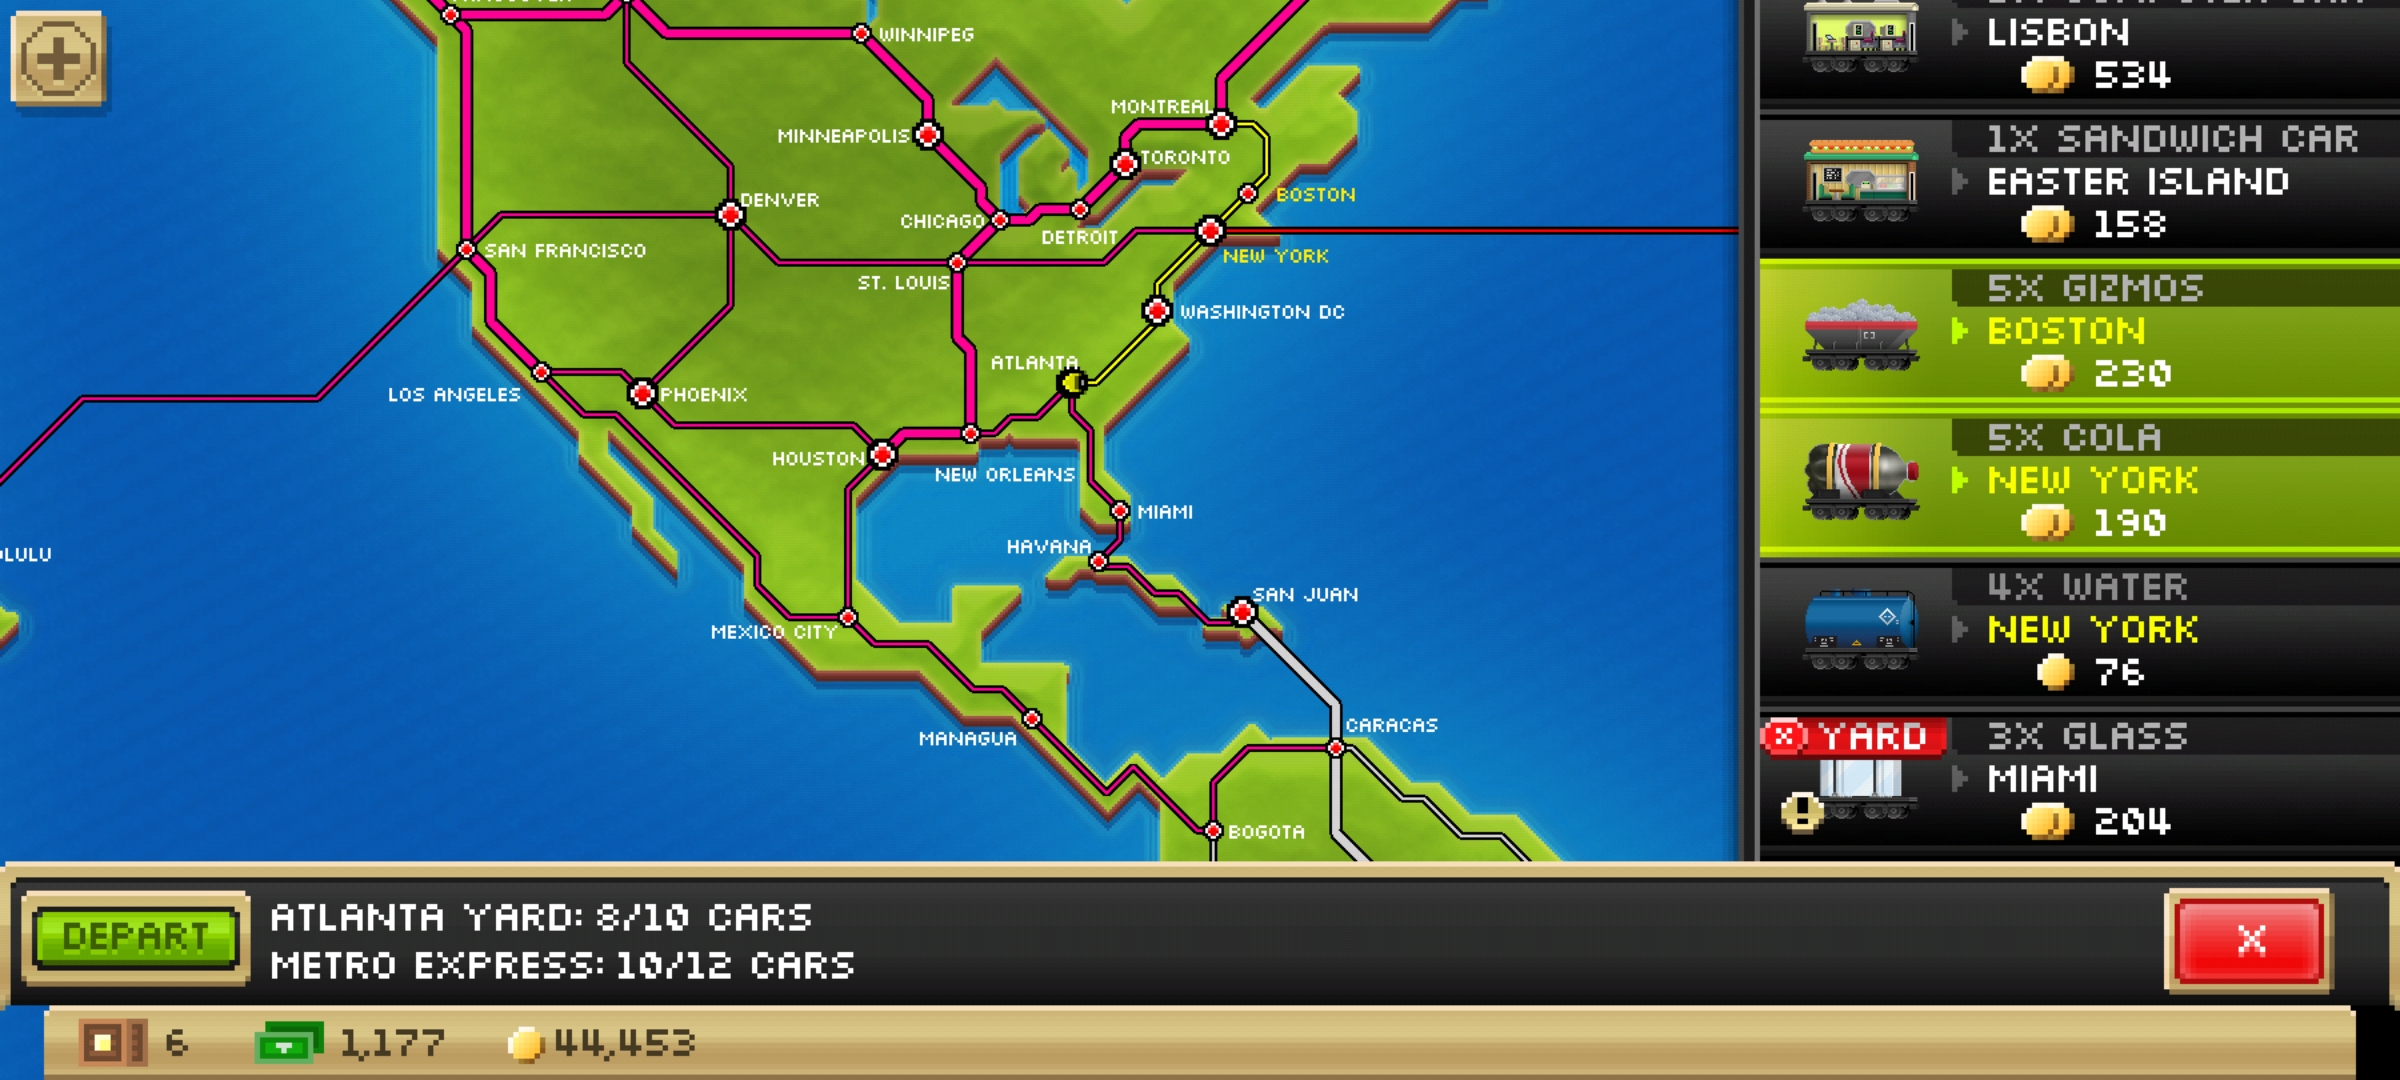 WINNIPEG
MONTREAL
MINNEAPOLIS
TORONTO
BOSTON
DENVER
CHICAGO
DETROIT
NEW YORK
SAN FRANCISCO
ST. LOUIS
WASHINGTON DC
ATLANTA
LOS ANGELES
PHOENIX
HOUSTON
NEW ORLEANS
MIAMI
HAVANA
LULU
SAN JUAN
MEXICO CITY
CARACAS
MANAGUA
BOGOTA
LISBON
534
1X SANDWICH CAR
EASTER ISLAND
158
5X GIZMOS
BOSTON
230
5X COLA
NEW YORK
190
4X WATER
NEW YORK
76
X YARD
3X GLASS
! MIAMI
204
DEPART
ATLANTA YARD: 8/10 CARS
METRO EXPRESS: 10/12 CARS
X
6
1,177
44,453